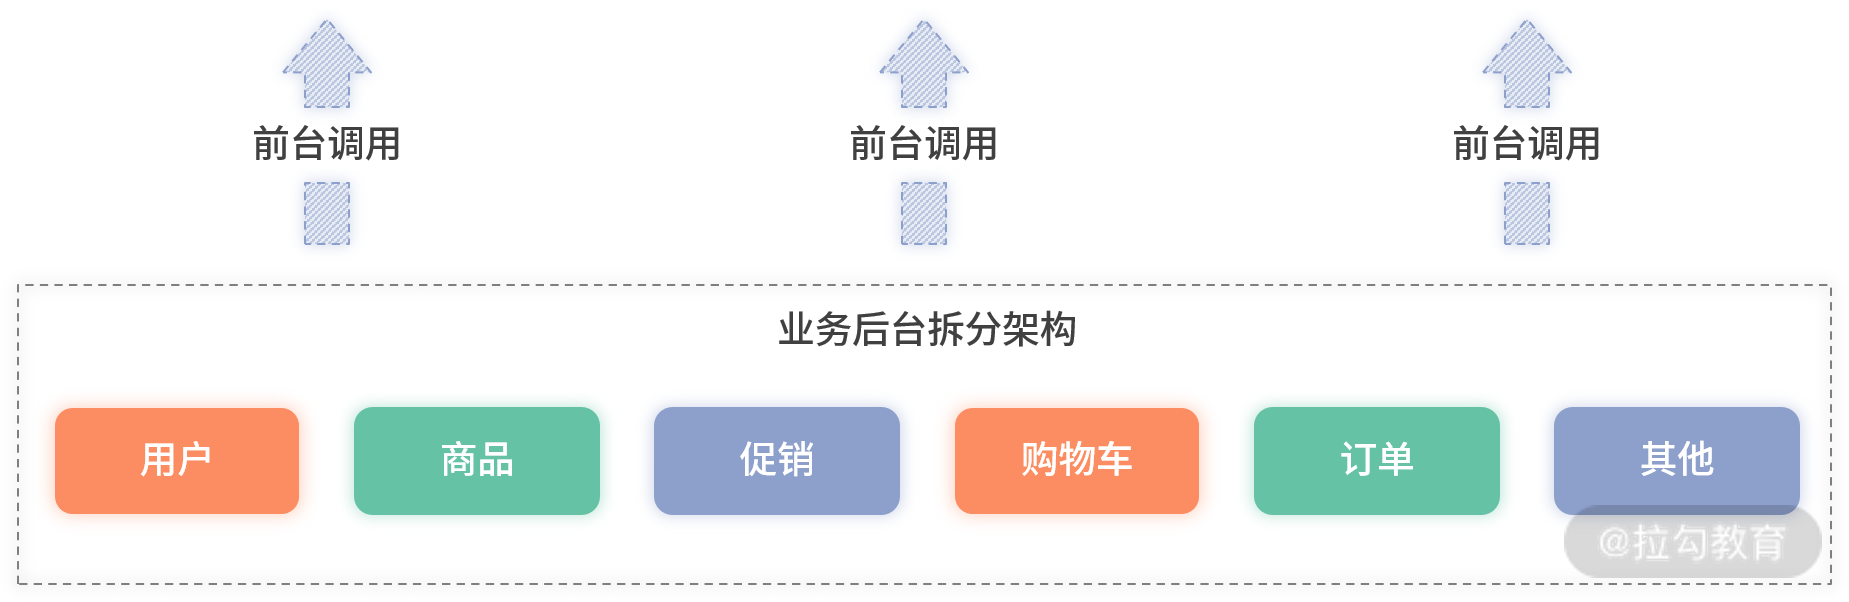 前台调用
前台调用
前台调用
业务后台拆分架构
用户
商品
促销
购物车
订单
其他
@拉勾教育